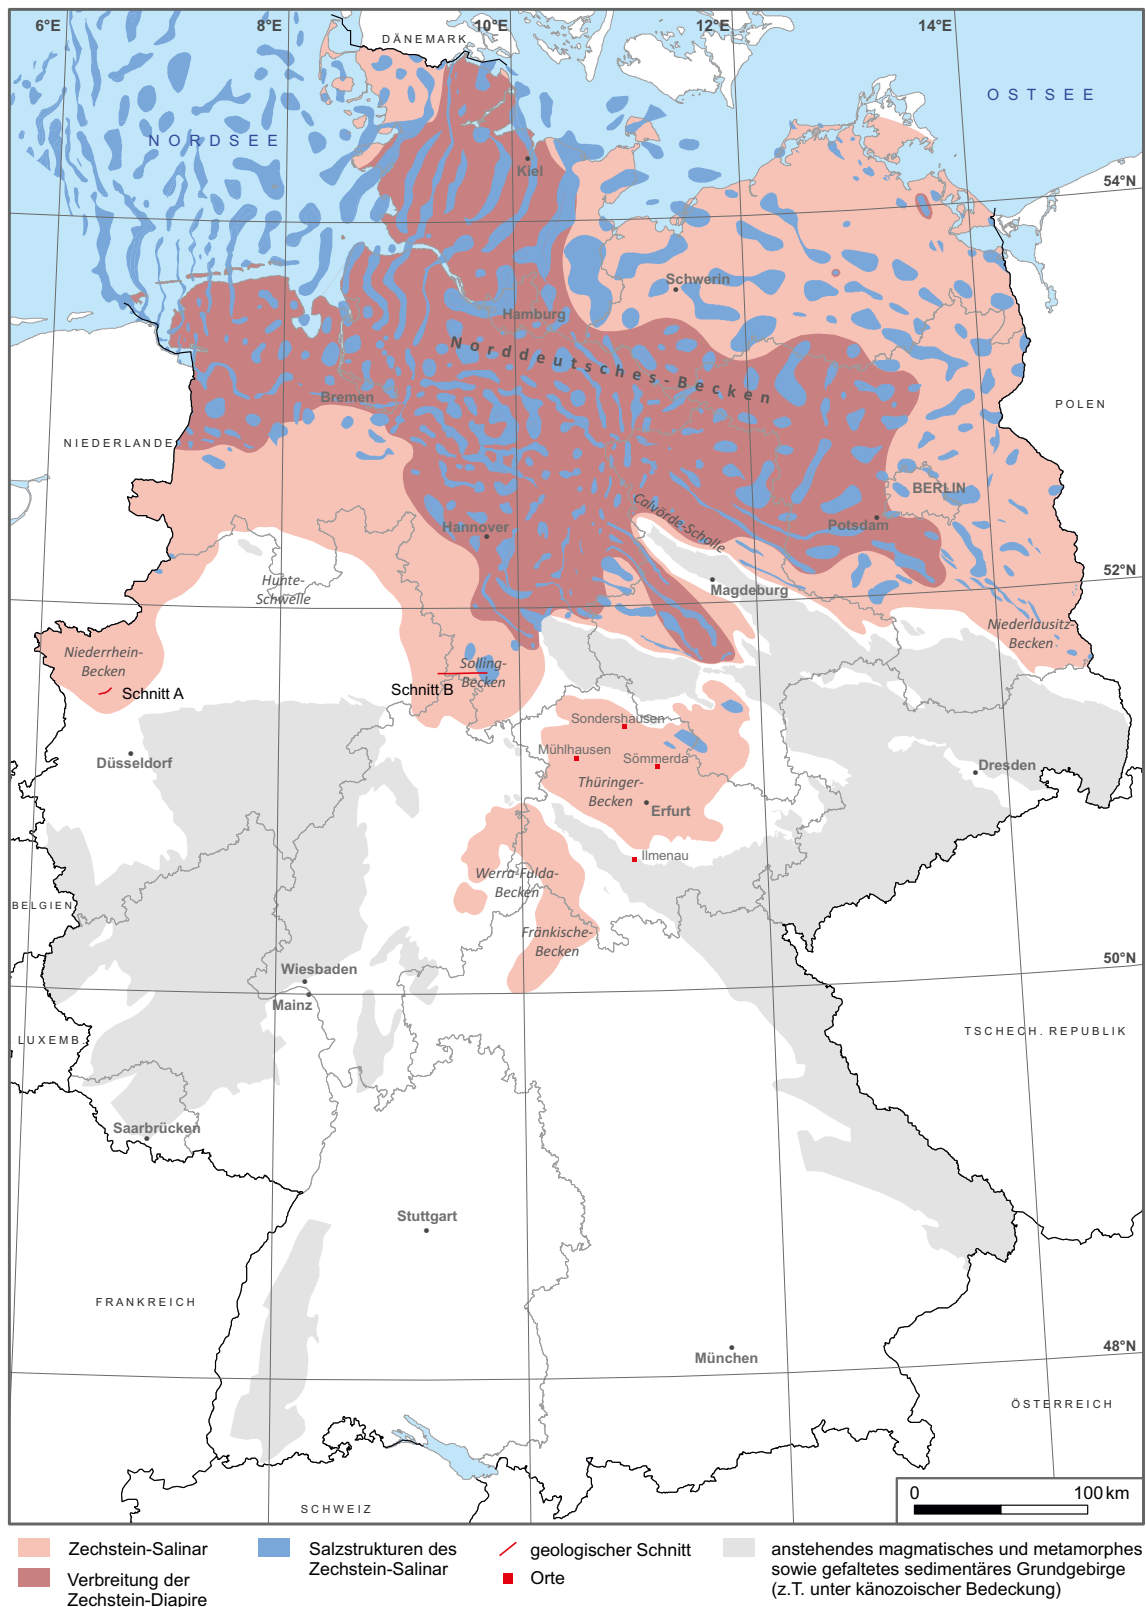 6°E
8°E
10°E
12°E
14°E
DÄNEMARK
OSTSEE
NORDSEE
Kiel
54°N
Schwerin
Hamburg
Norddeutsches-Becken
Bremen
POLEN
NIEDERLANDE
BERLIN
Calvörde-Scholle
Hannover
Potsdam
52°N
Hunte-
Schwelle
Magdeburg
Niederlausitz-
Becken
Niederrhein-
Becken
Solling-
Becken
Schnitt A
Schnitt B
Sondershausen
Mühlhausen
Sömmerda
Düsseldorf
Dresden
Thüringer-
Becken
Erfurt
Ilmenau
Werra-Fulda-
Becken
BELGIEN
Fränkische-
Becken
50°N
Wiesbaden
Mainz
LUXEMB.
TSCHECH. REPUBLIK
Saarbrücken
Stuttgart
FRANKREICH
48°N
München
ÖSTERREICH
0
100 km
SCHWEIZ
Zechstein-Salinar
Verbreitung der
Zechstein-Diapire
Salzstrukturen des
Zechstein-Salinar
geologischer Schnitt
Orte
anstehendes magmatisches und metamorphes
sowie gefaltetes sedimentäres Grundgebirge
(z.T. unter känozoischer Bedeckung)